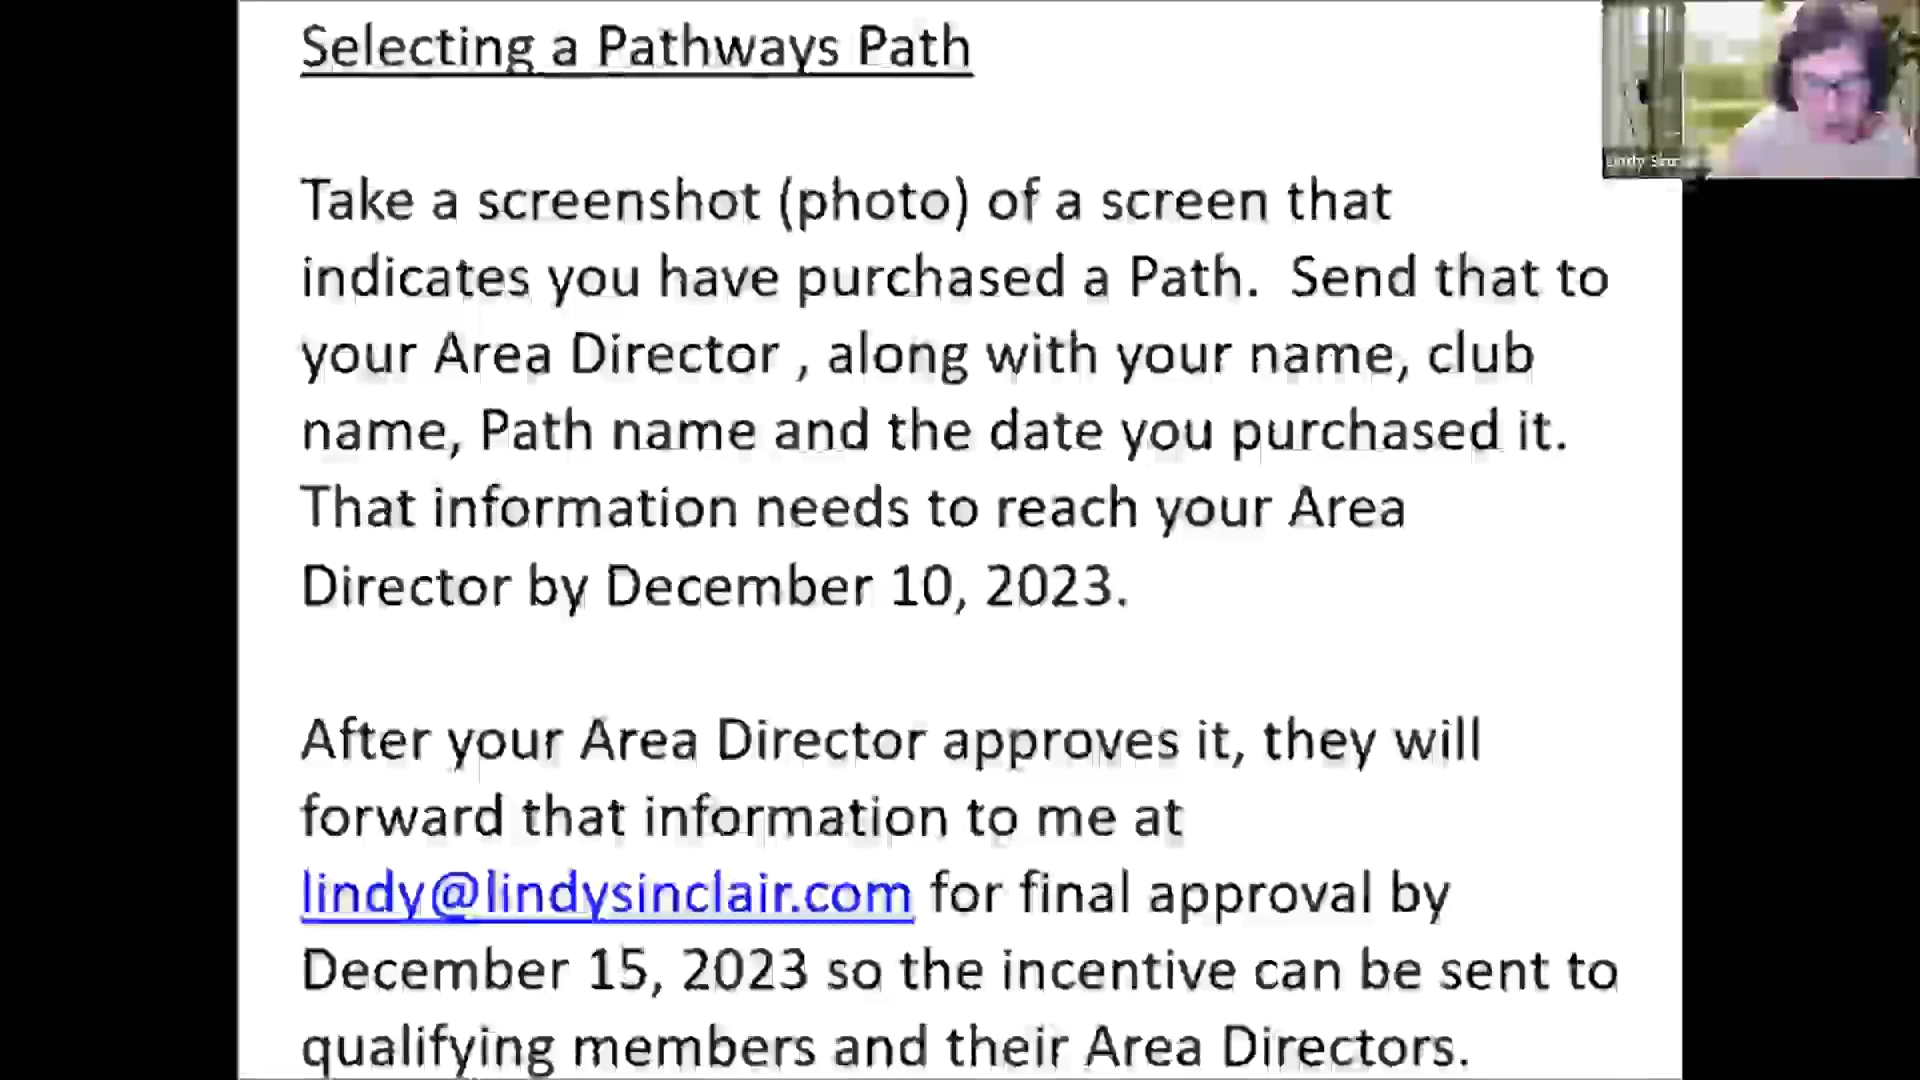 Selecting a Pathways Path
Take a screenshot (photo) of a screen that
indicates you have purchased a Path. Send that to
your Area Director , along with your name, club
name, Path name and the date you purchased it.
That information needs to reach your Area
Director by December 10, 2023.
After your Area Director approves it, they will
forward that information to me at
lindy@lindysinclair.com for final approval by
December 15, 2023 so the incentive can be sent to
qualifying members and their Area Directors.
Lindy